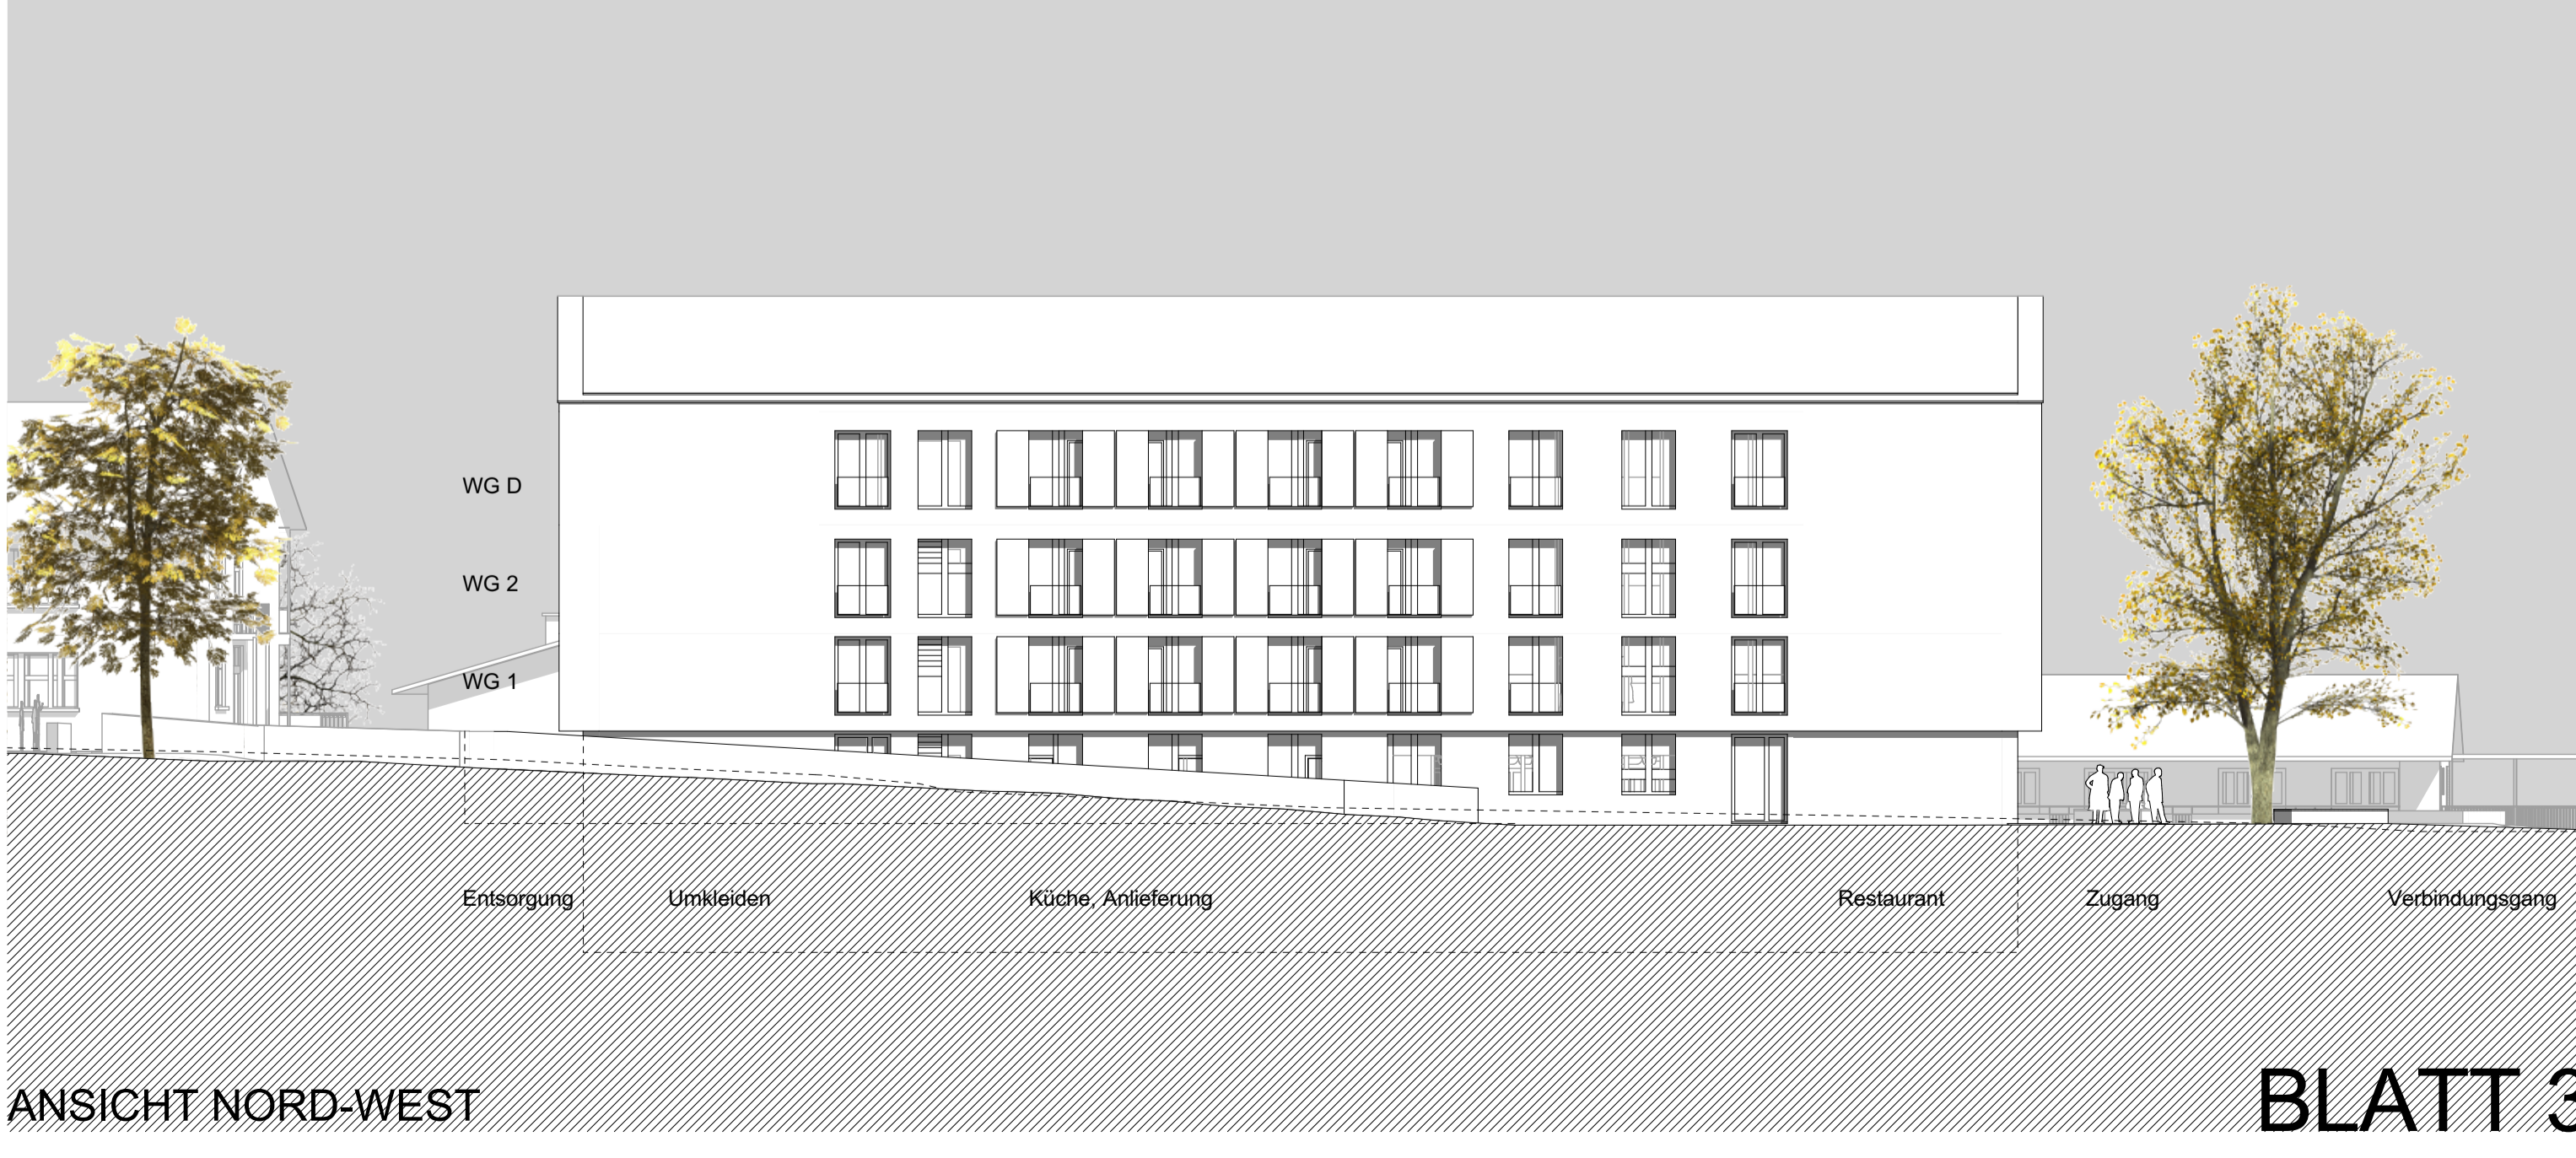 WG D
WG 2
WG 1
Entsorgung
Umkleiden
Küche, Anlieferung
Restaurant
Zugang
Verbindungsgang
ANSICHT NORD-WEST
BLATT 3